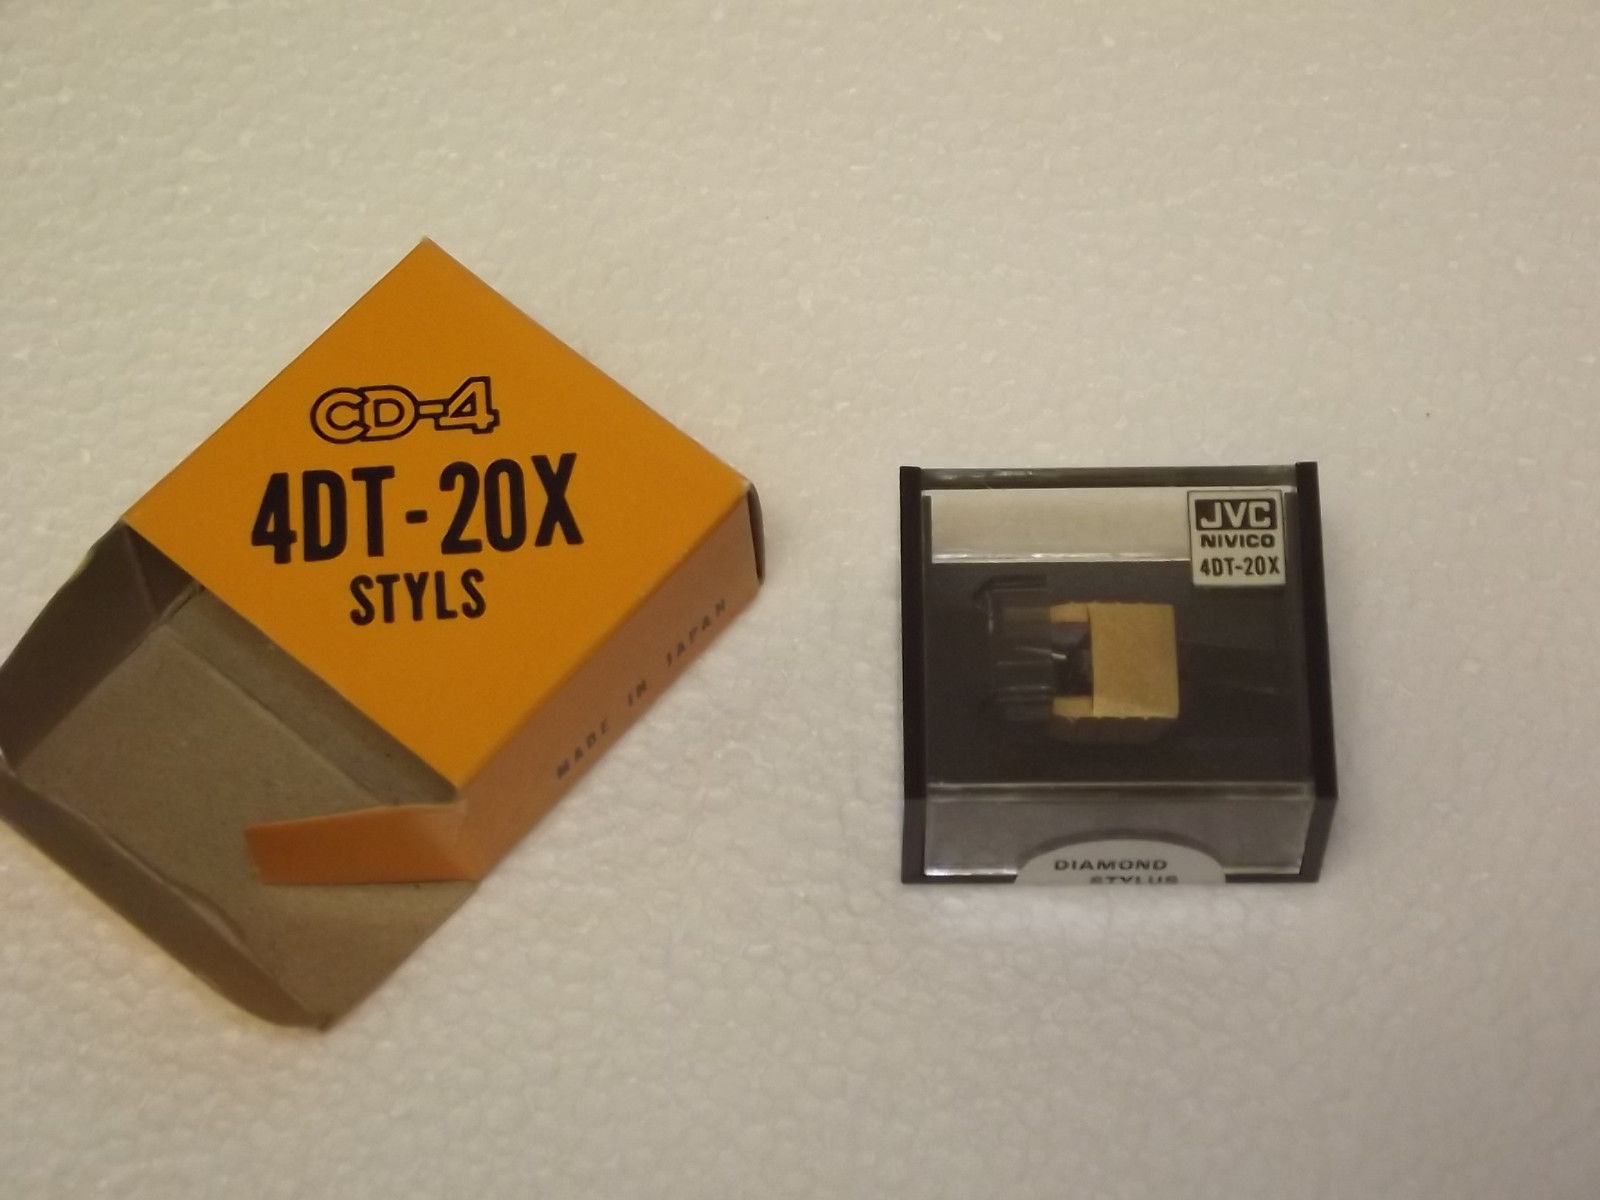 CD-4
4DT-20X
STYLS
MADE IN JAPAN
JVC
NIVICO
4DT-20X
DIAMOND
STYLUS